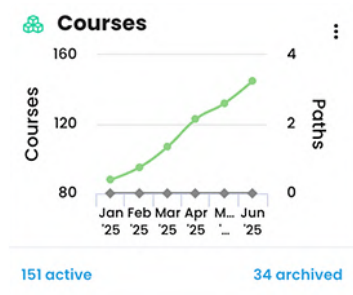 Courses
160
4
Courses
120
2
Paths
80
0
Jan Feb Mar Apr M... Jun
'25 '25 '25 '25 '... '25
151 active
34 archived